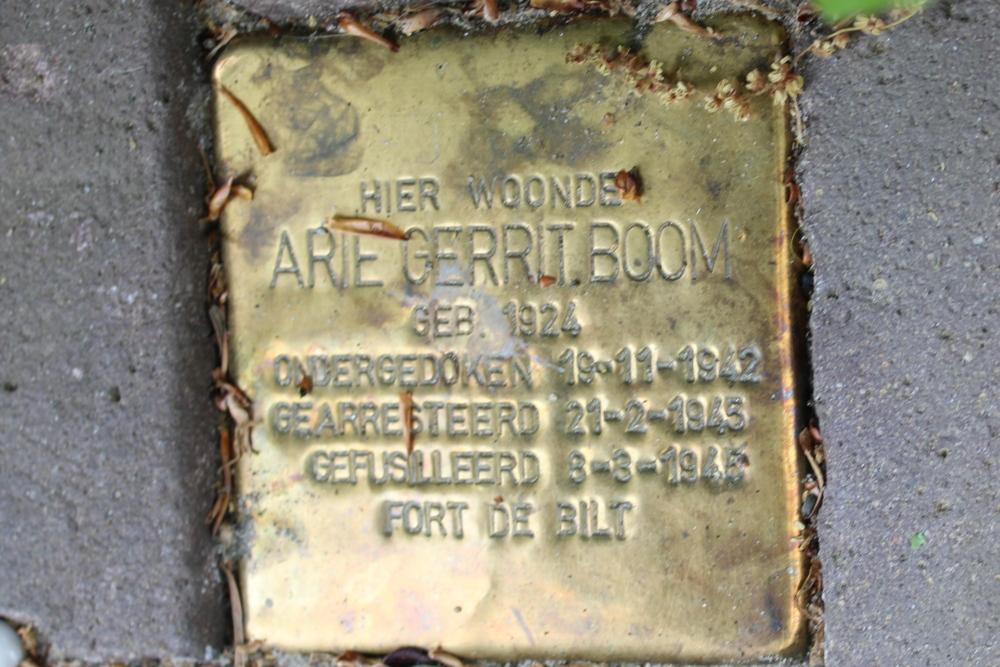 HIER WOONDE
ARIE GERRIT BOOM
GEB. 1924
ONDERGEDOKEN 19-11-1942
GEARRESTEERD 21-2-1945
GEFUSILLEERD 8-3-1945
FORT DE BILT